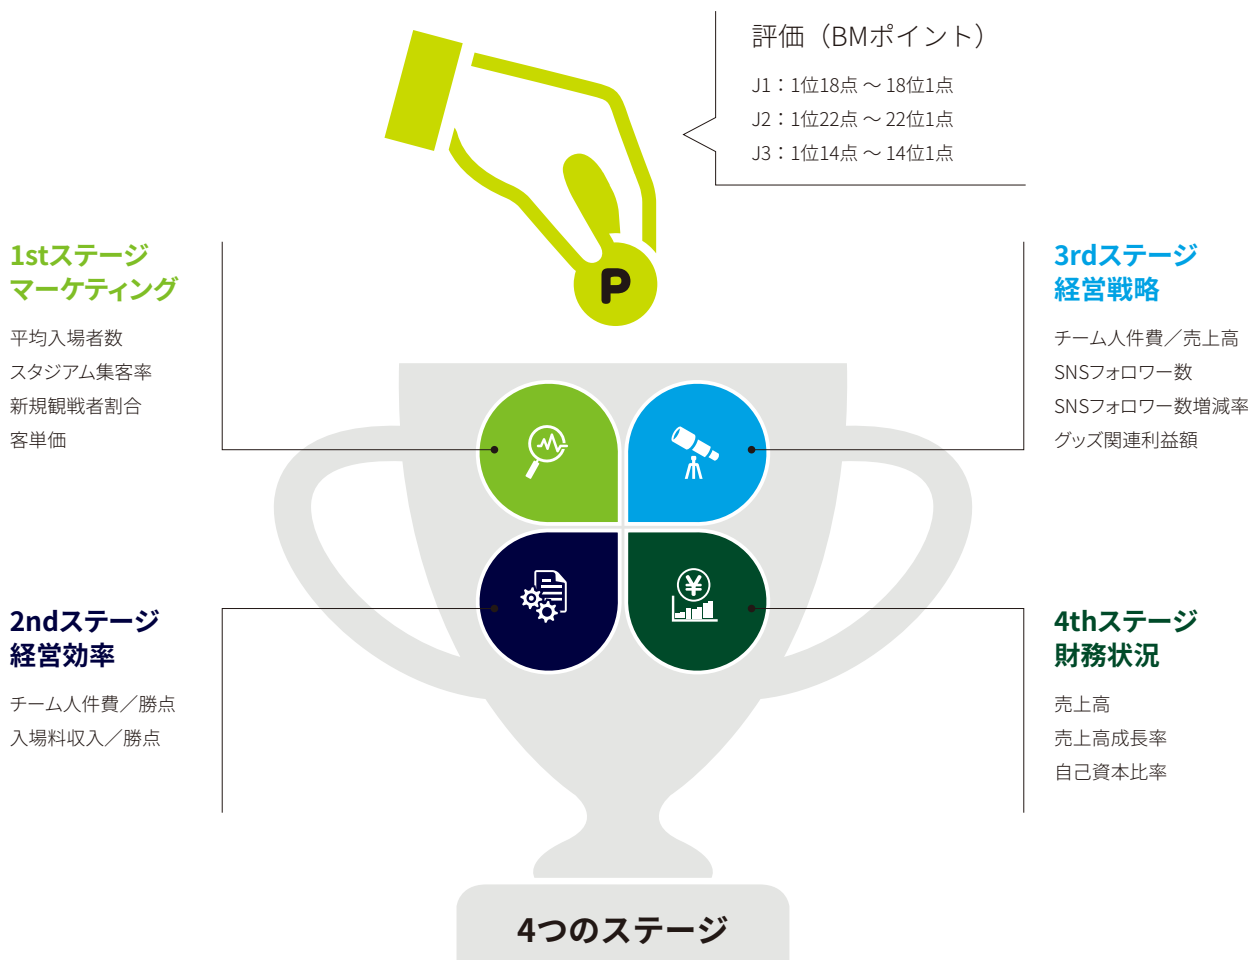 評価（BMポイント）
J1：1位18点 ～ 18位1点
J2：1位22点 ～ 22位1点
J3：1位14点 ～ 14位1点
P
1stステージ
マーケティング
平均入場者数
スタジアム集客率
新規観戦者割合
客単価
3rdステージ
経営戦略
チーム人件費／売上高
SNSフォロワー数
SNSフォロワー数増減率
グッズ関連利益額
2ndステージ
経営効率
チーム人件費／勝点
入場料収入／勝点
¥
4thステージ
財務状況
売上高
売上高成長率
自己資本比率
4つのステージ